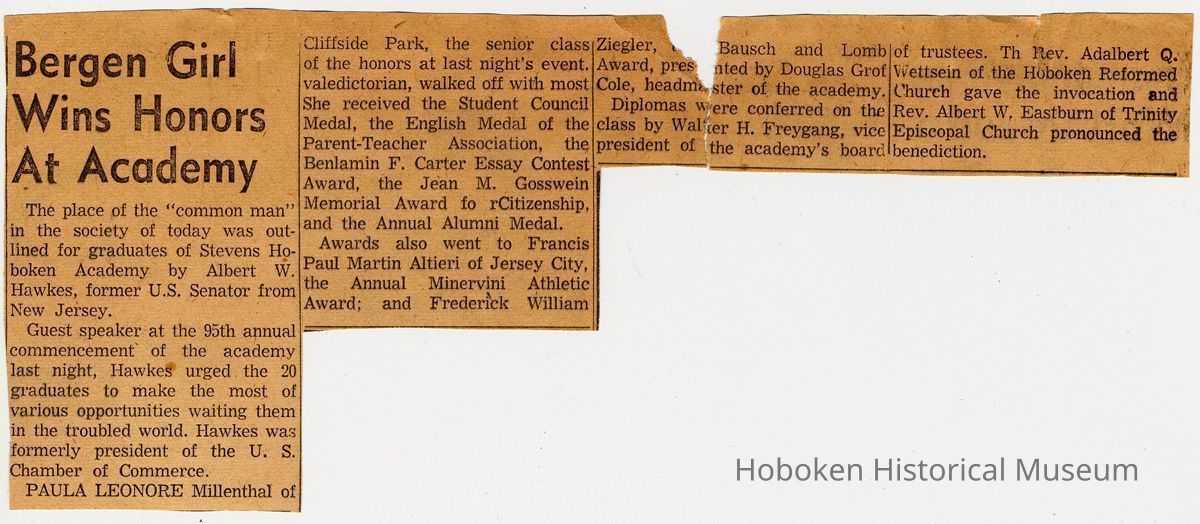 Bergen Girl
Wins Honors
At Academy
The place of the "common man"
in the society of today was out-
lined for graduates of Stevens Ho-
boken Academy by Albert W.
Hawkes, former U.S. Senator from
New Jersey.
Guest speaker at the 95th annual
commencement of the academy
last night, Hawkes urged the 20
graduates to make the most of
various opportunities waiting them
in the troubled world. Hawkes was
formerly president of the U. S.
Chamber of Commerce.
PAULA LEONORE Millenthal of
Cliffside Park, the senior class
of the honors at last night's event.
valedictorian, walked off with most
She received the Student Council
Medal, the English Medal of the
Parent-Teacher Association, the
Benlamin F. Carter Essay Contest
Award, the Jean M. Gosswein
Memorial Award fo rCitizenship,
and the Annual Alumni Medal.
Awards also went to Francis
Paul Martin Altieri of Jersey City,
the Annual Minervini Athletic
Award; and Frederick William
Ziegler, Bausch and Lomb
Award, presented by Douglas Grof
Cole, headmaster of the academy.
Diplomas were conferred on the
class by Walter H. Freygang, vice
president of the academy's board
of trustees. Th Rev. Adalbert Q.
Wettsein of the Hoboken Reformed
Church gave the invocation and
Rev. Albert W. Eastburn of Trinity
Episcopal Church pronounced the
benediction.
Hoboken Historical Museum